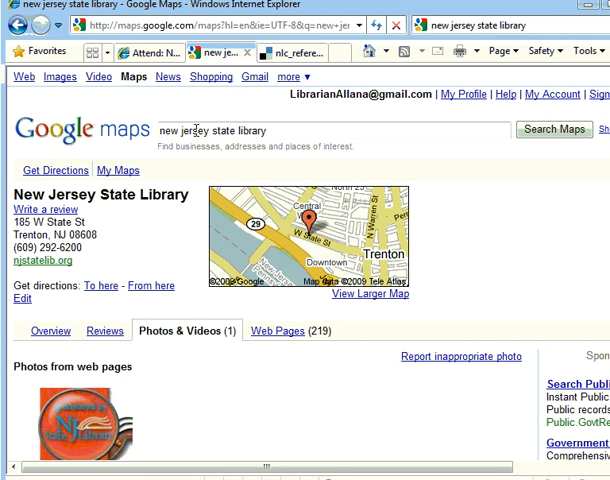 new jersey state library - Google Maps - Windows Internet Explorer
http://maps.google.com/maps?hl=en&ie=UTF-8&q=new+jer
new jersey state library
Favorites
Attend: N...
new je...
nlc_refere...
Page
Safety
Tools
Web Images Video Maps News Shopping Gmail more ▼
LibrarianAllana@gmail.com | My Profile | Help | My Account | Sign
Google maps
new jersey state library
Search Maps
Find businesses, addresses and places of interest.
Get Directions | My Maps
New Jersey State Library
Write a review
185 W State St
Trenton, NJ 08608
(609) 292-6200
njstatelib.org
Get directions: To here - From here
Edit
Central
29
W State St
N Warren St
Trenton
Downtown
©2009 Google
Map data ©2009 Tele Atlas
View Larger Map
Overview
Reviews
Photos & Videos (1)
Web Pages (219)
Report inappropriate photo
Photos from web pages
NJ
State Library
Spon
Search Publ
Instant Public
Public records
Public.GovtRe
Government
Comprehensiv